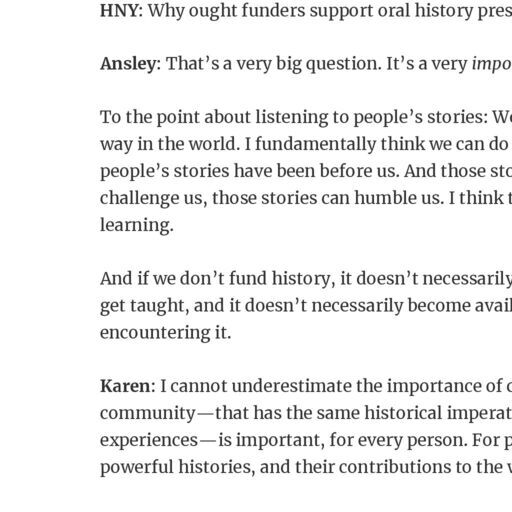 HNY: Why ought funders support oral history pres
Ansley: That’s a very big question. It’s a very impo
To the point about listening to people’s stories: We
way in the world. I fundamentally think we can do
people’s stories have been before us. And those sto
challenge us, those stories can humble us. I think t
learning.
And if we don’t fund history, it doesn’t necessarily
get taught, and it doesn’t necessarily become avail
encountering it.
Karen: I cannot underestimate the importance of o
community—that has the same historical imperat
experiences—is important, for every person. For p
powerful histories, and their contributions to the w